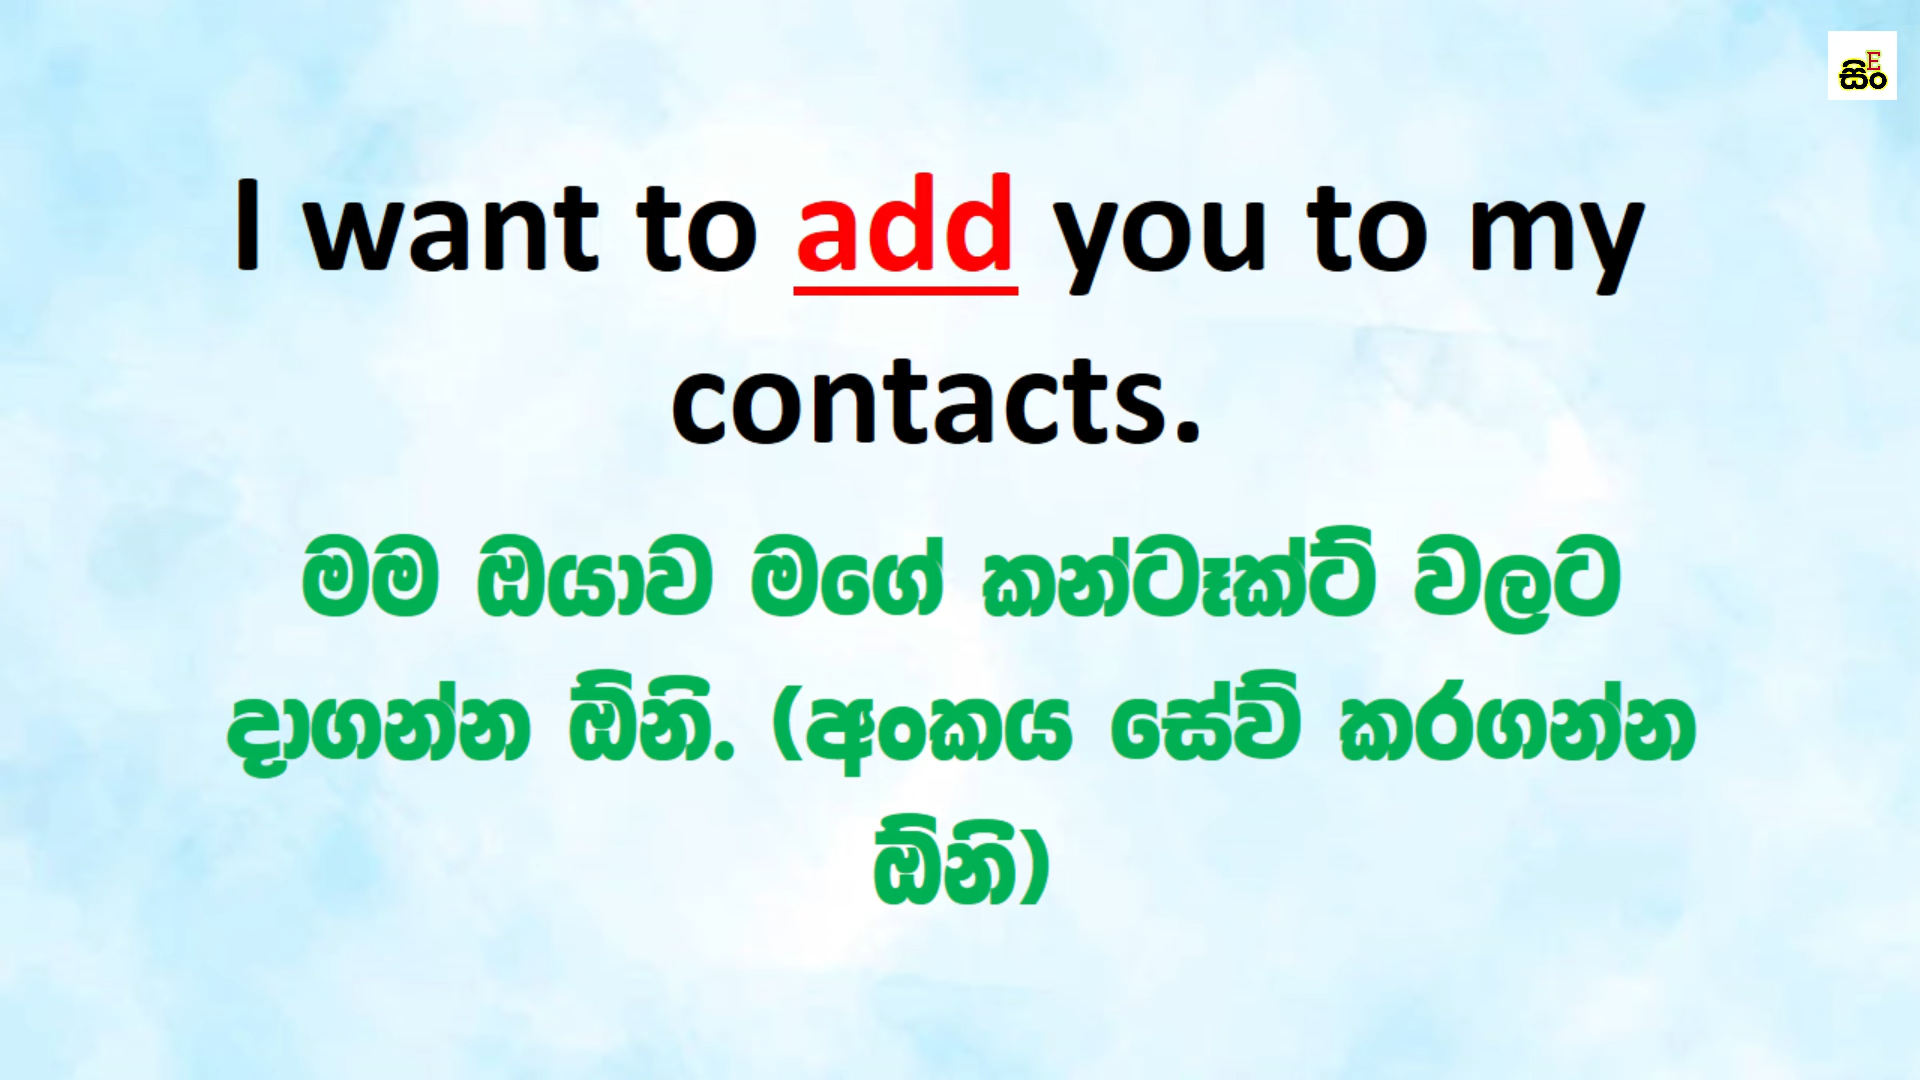 සිං
E
I want to add you to my
contacts.
මම ඔයාව මගේ කන්ටෑක්ට් වලට
දාගන්න ඕනි. (අංකය සේව් කරගන්න
ඕනි)